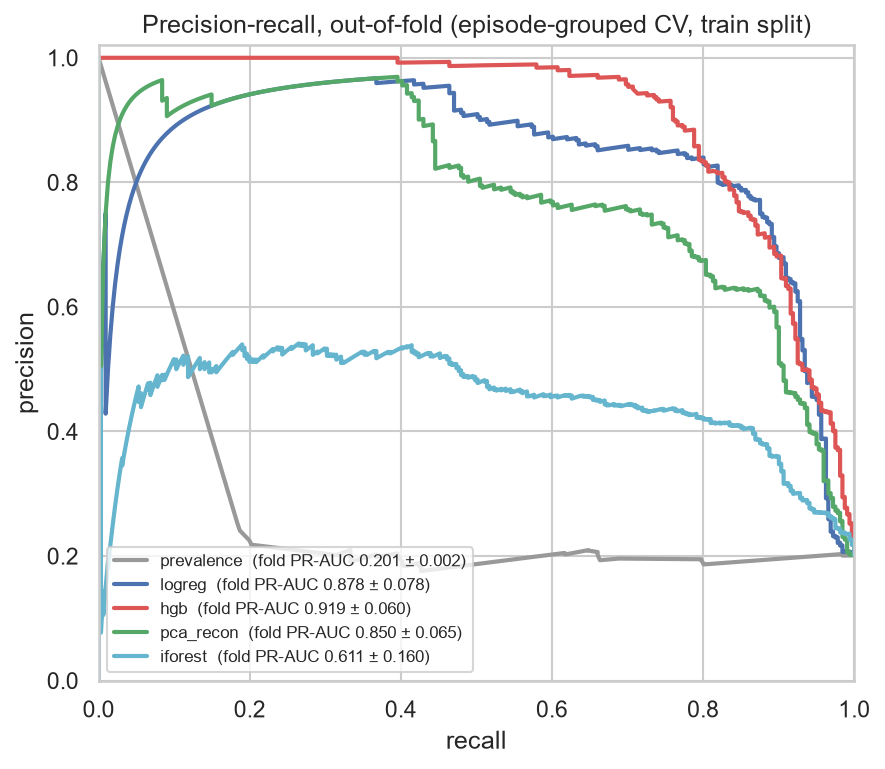 Precision-recall, out-of-fold (episode-grouped CV, train split)
1.0
0.8
0.6
0.4
0.2
0.0
precision
prevalence (fold PR-AUC 0.201 ± 0.002)
logreg (fold PR-AUC 0.878 ± 0.078)
hgb (fold PR-AUC 0.919 ± 0.060)
pca_recon (fold PR-AUC 0.850 ± 0.065)
iforest (fold PR-AUC 0.611 ± 0.160)
0.0 0.2 0.4 0.6 0.8 1.0
recall